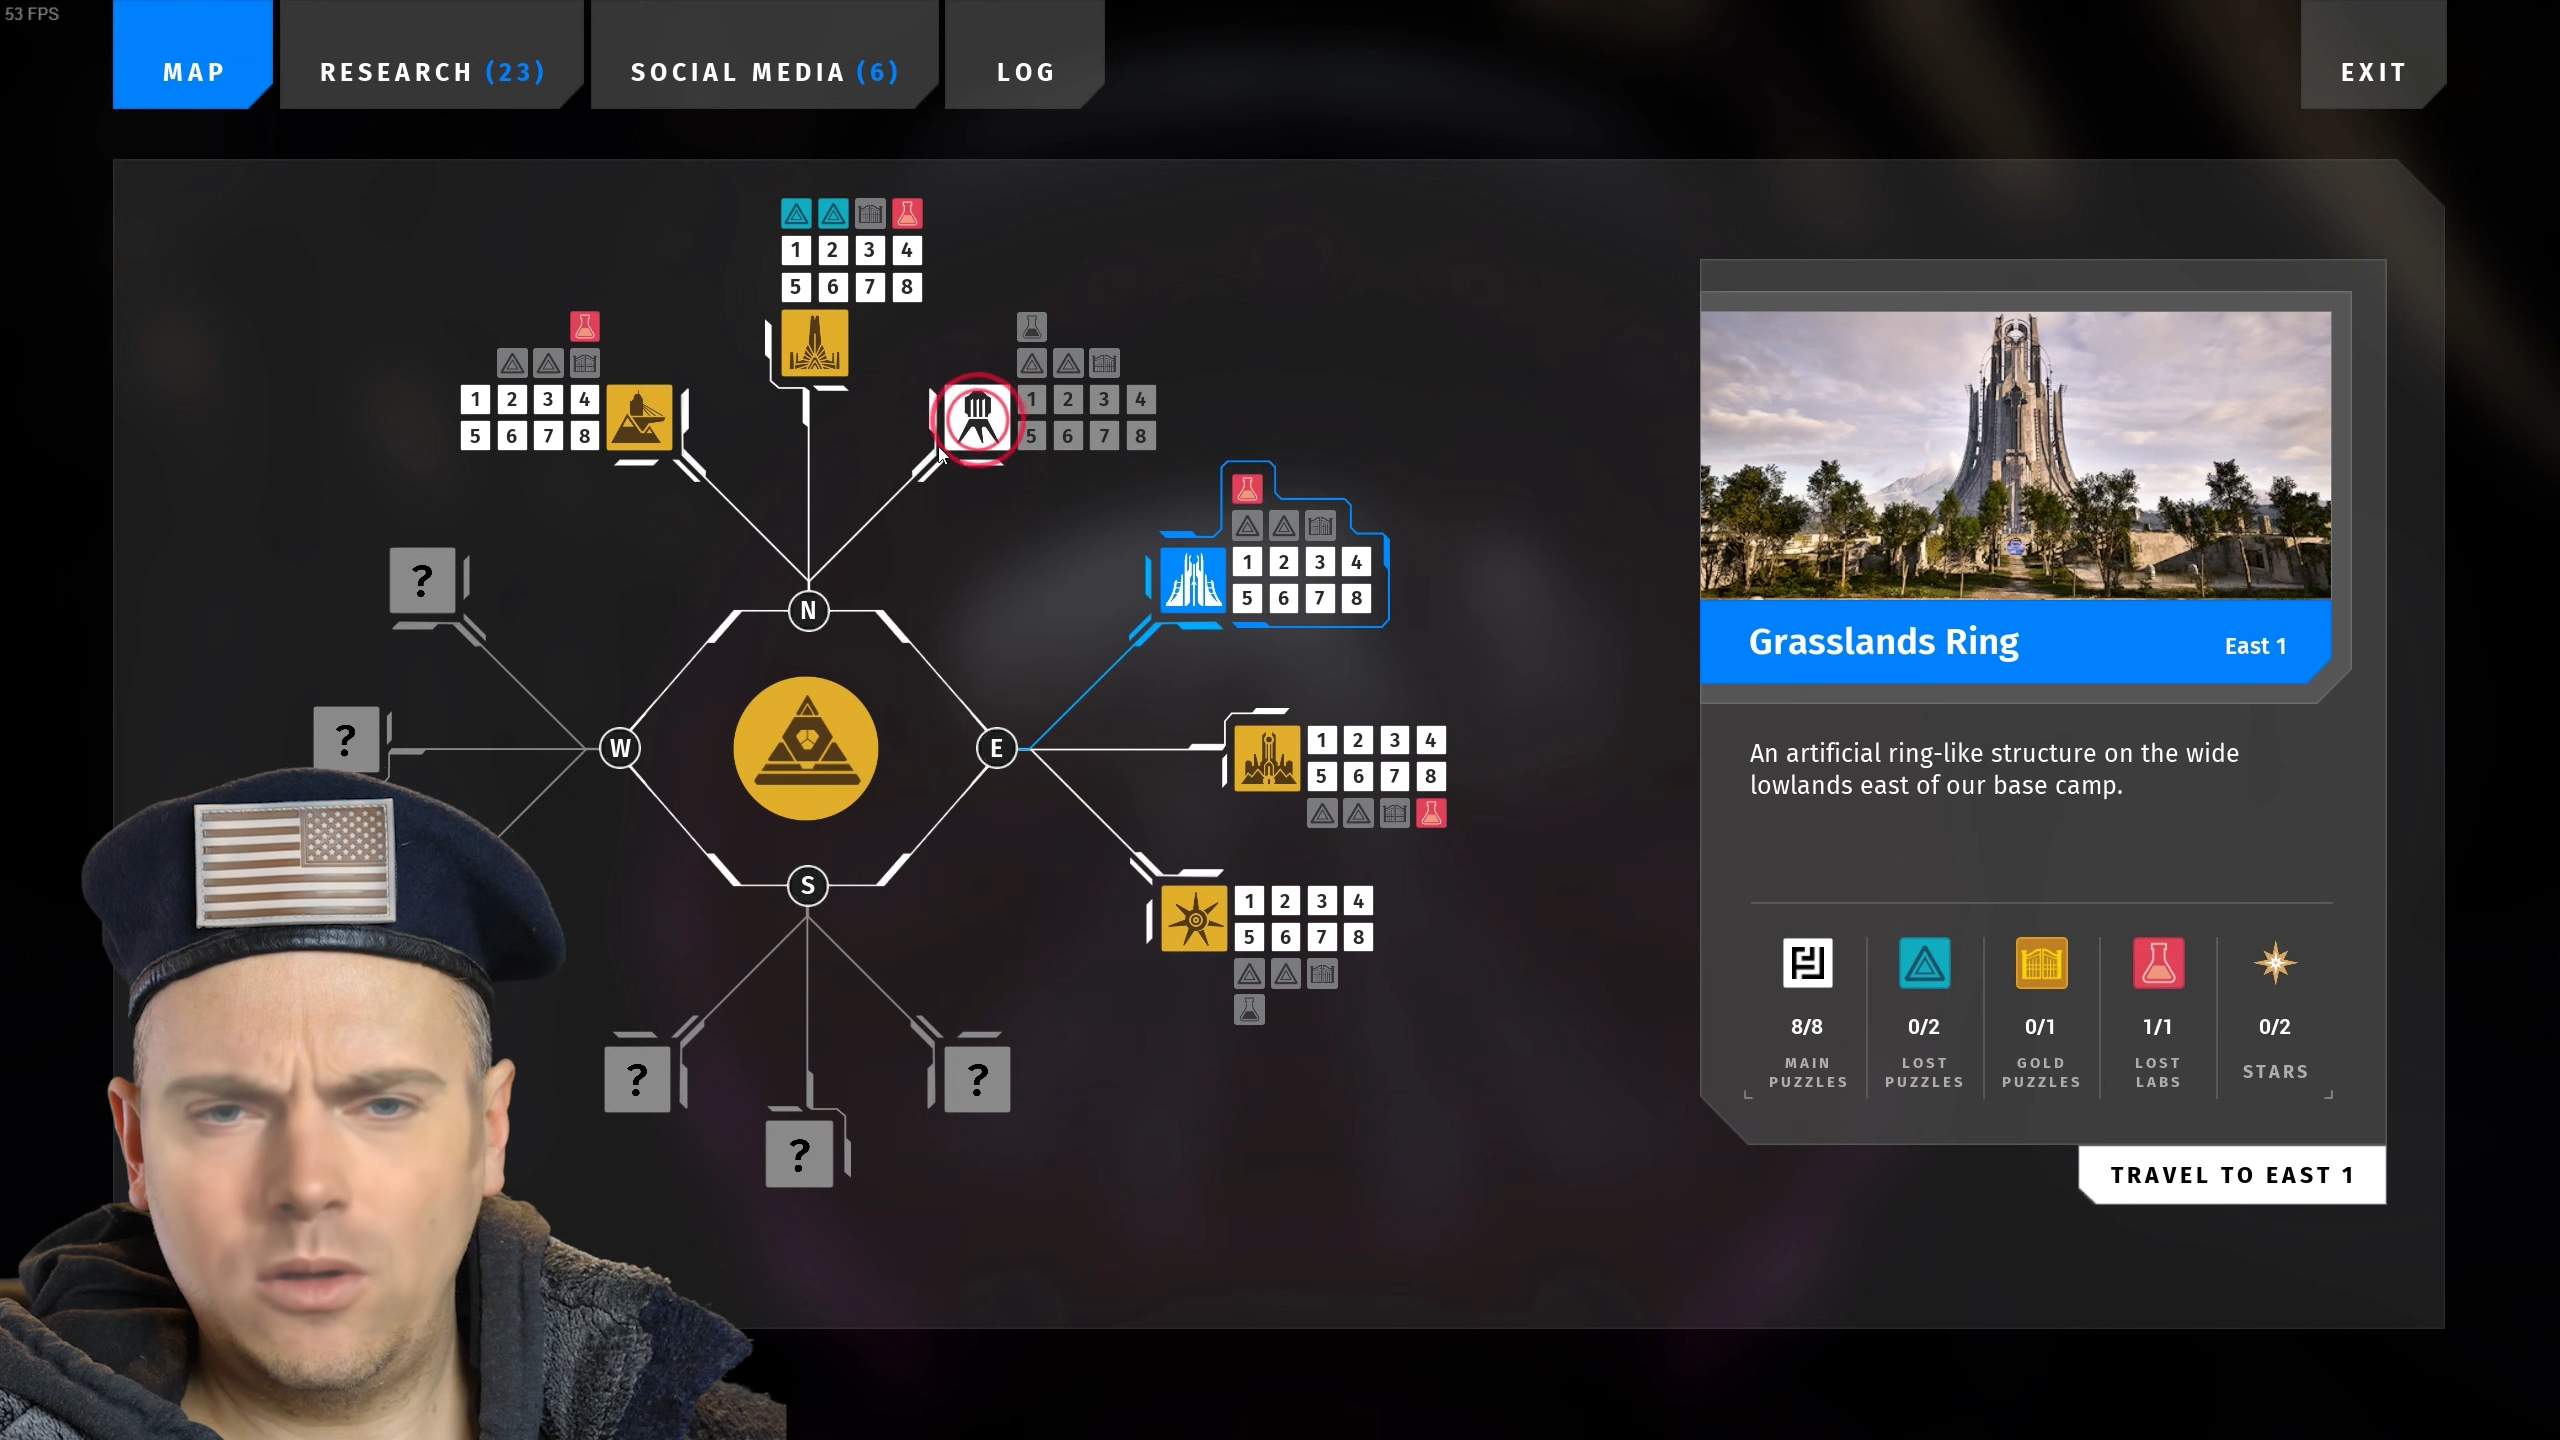 53 FPS
MAP
RESEARCH (23)
SOCIAL MEDIA (6)
LOG
EXIT
1 2 3 4
5 6 7 8
1 2 3 4
5 6 7 8
1 2 3 4
5 6 7 8
1 2 3 4
5 6 7 8
?
N
Grasslands Ring
East 1
?
W
E
1 2 3 4
5 6 7 8
An artificial ring-like structure on the wide
lowlands east of our base camp.
S
1 2 3 4
5 6 7 8
8/8
0/2
0/1
1/1
0/2
MAIN
PUZZLES
LOST
PUZZLES
GOLD
PUZZLES
LOST
LABS
STARS
?
?
?
TRAVEL TO EAST 1